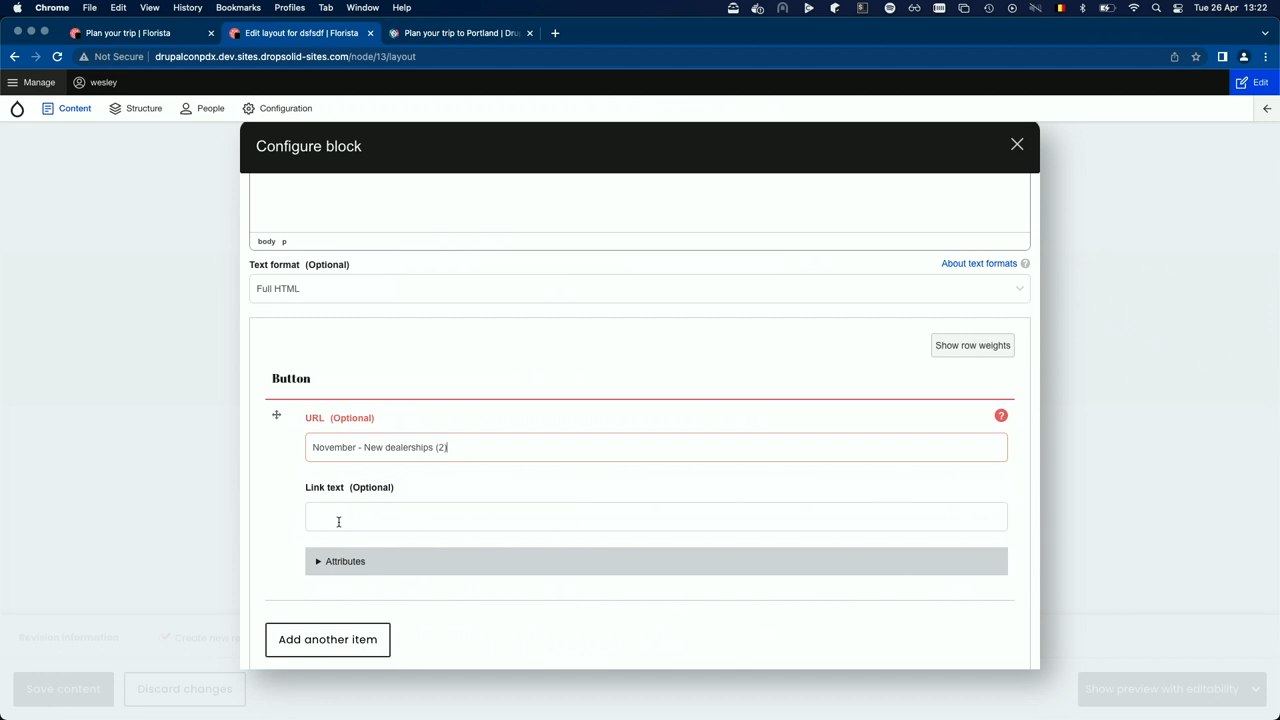 Chrome File Edit View History Bookmarks Profiles Tab Window Help Tue 26 Apr 13:22
Plan your trip | Florista Edit layout for dsfsdf | Florista Plan your trip to Portland | Dru
Not Secure drupalconpdx.dev.sites.dropsolid-sites.com/node/13/layout
Manage wesley Edit
Content Structure People Configuration
Configure block
body p
Text format (Optional) About text formats ?
Full HTML
Show row weights
Button
URL (Optional) ?
November - New dealerships (2)
Link text (Optional)
Attributes
Add another item
Revision information Create new re
Save content Discard changes Show preview with editability